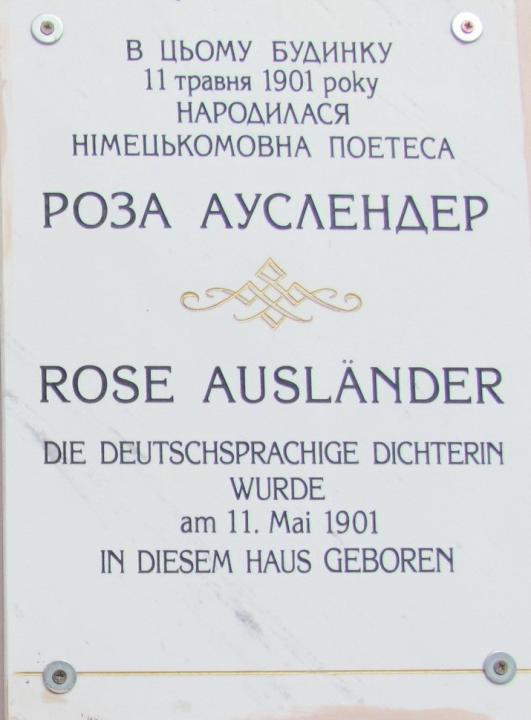 В ЦЬОМУ БУДИНКУ
11 травня 1901 року
НАРОДИЛАСЯ
НІМЕЦЬКОМОВНА ПОЕТЕСА
РОЗА АУСЛЕНДЕР
ROSE AUSLÄNDER
DIE DEUTSCHSPRACHIGE DICHTERIN
WURDE
am 11. Mai 1901
IN DIESEM HAUS GEBOREN